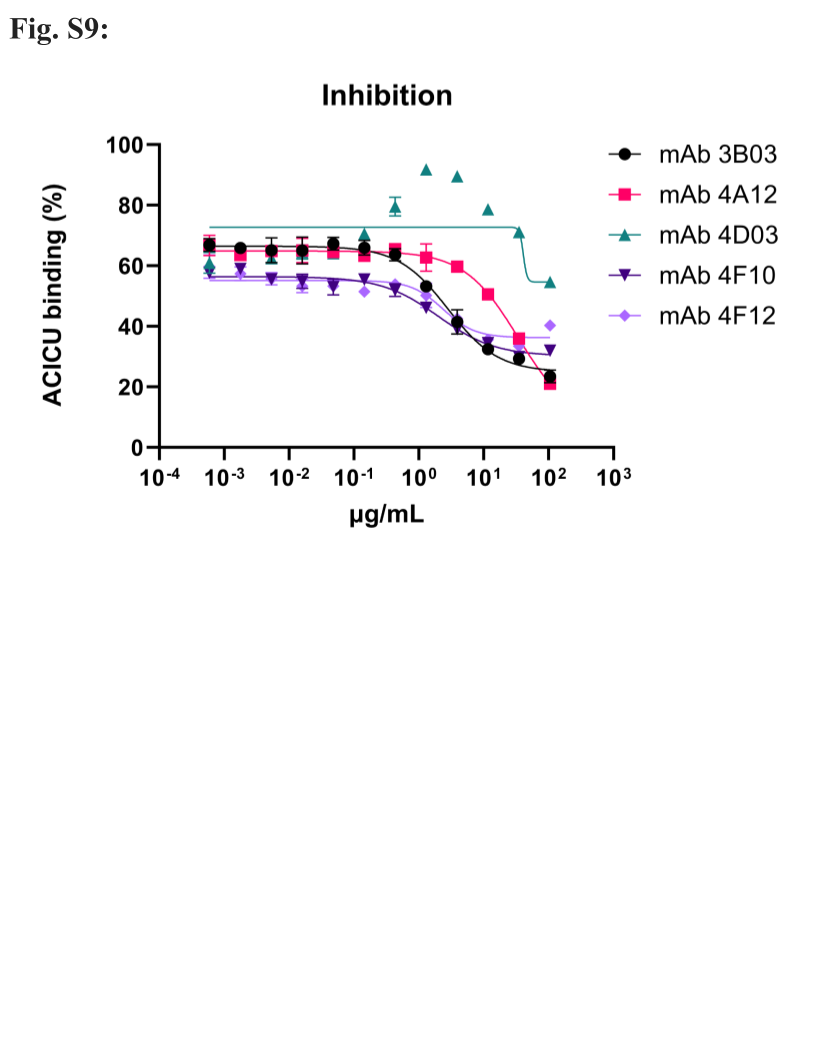 Fig. S9:
Inhibition
100
80
60
40
20
0
ACICU binding (%)
10⁻⁴ 10⁻³ 10⁻² 10⁻¹ 10⁰ 10¹ 10² 10³
µg/mL
mAb 3B03
mAb 4A12
mAb 4D03
mAb 4F10
mAb 4F12